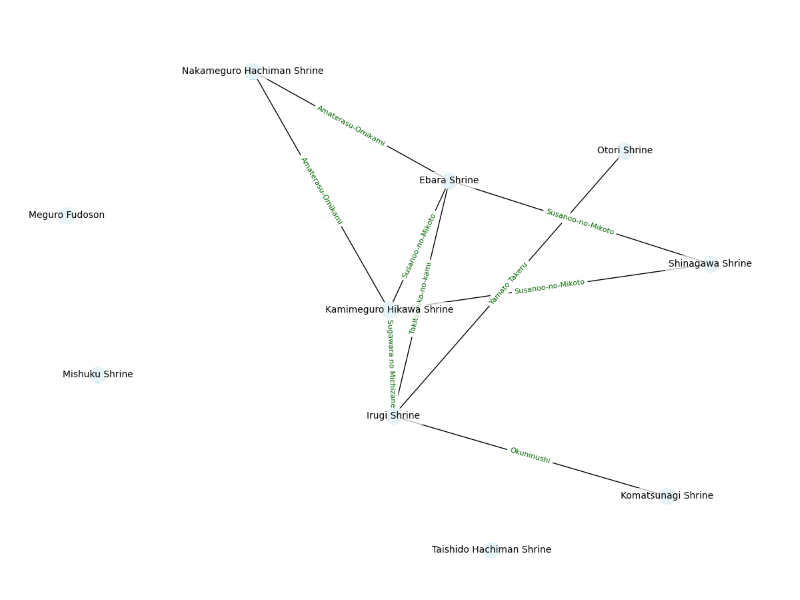 Nakameguro Hachiman Shrine
Amaterasu-Omikami
Otori Shrine
Ebara Shrine
Amaterasu-Omikami
Meguro Fudoson
Susanoo-no-Mikoto
Susanoo-no-Mikoto
Shinagawa Shrine
Yamato Takeru
Susanoo-no-Mikoto
ko-no-kami
Kamimeguro Hikawa Shrine
Sugawara no Michizane
Mishuku Shrine
Irugi Shrine
Okuninushi
Komatsunagi Shrine
Taishido Hachiman Shrine